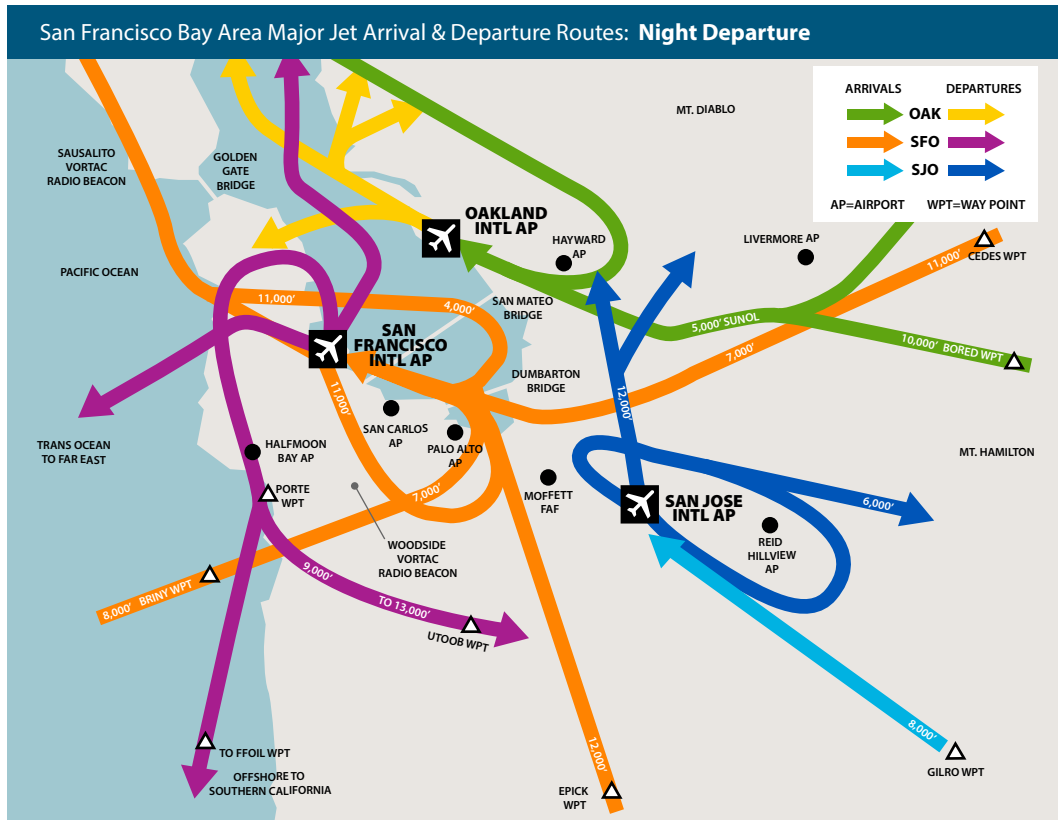 San Francisco Bay Area Major Jet Arrival & Departure Routes: Night Departure
ARRIVALS
DEPARTURES
OAK
SFO
SJO
AP=AIRPORT
WPT=WAY POINT
MT. DIABLO
SAUSALITO
VORTAC
RADIO BEACON
GOLDEN
GATE
BRIDGE
OAKLAND
INTL AP
HAYWARD
AP
LIVERMORE AP
11,000'
CEDES WPT
PACIFIC OCEAN
11,000'
4,000'
SAN MATEO
BRIDGE
5,000' SUNOL
7,000'
10,000' BORED WPT
SAN
FRANCISCO
INTL AP
11,000'
DUMBARTON
BRIDGE
12,000'
SAN CARLOS
AP
PALO ALTO
AP
TRANS OCEAN
TO FAR EAST
HALFMOON
BAY AP
MT. HAMILTON
PORTE
WPT
7,000'
MOFFETT
FAF
SAN JOSE
INTL AP
6,000'
REID
HILLVIEW
AP
WOODSIDE
VORTAC
RADIO BEACON
9,000'
TO 13,000'
8,000' BRINY WPT
UTOOB WPT
8,000'
GILRO WPT
12,000'
TO FFOIL WPT
OFFSHORE TO
SOUTHERN CALIFORNIA
EPICK
WPT